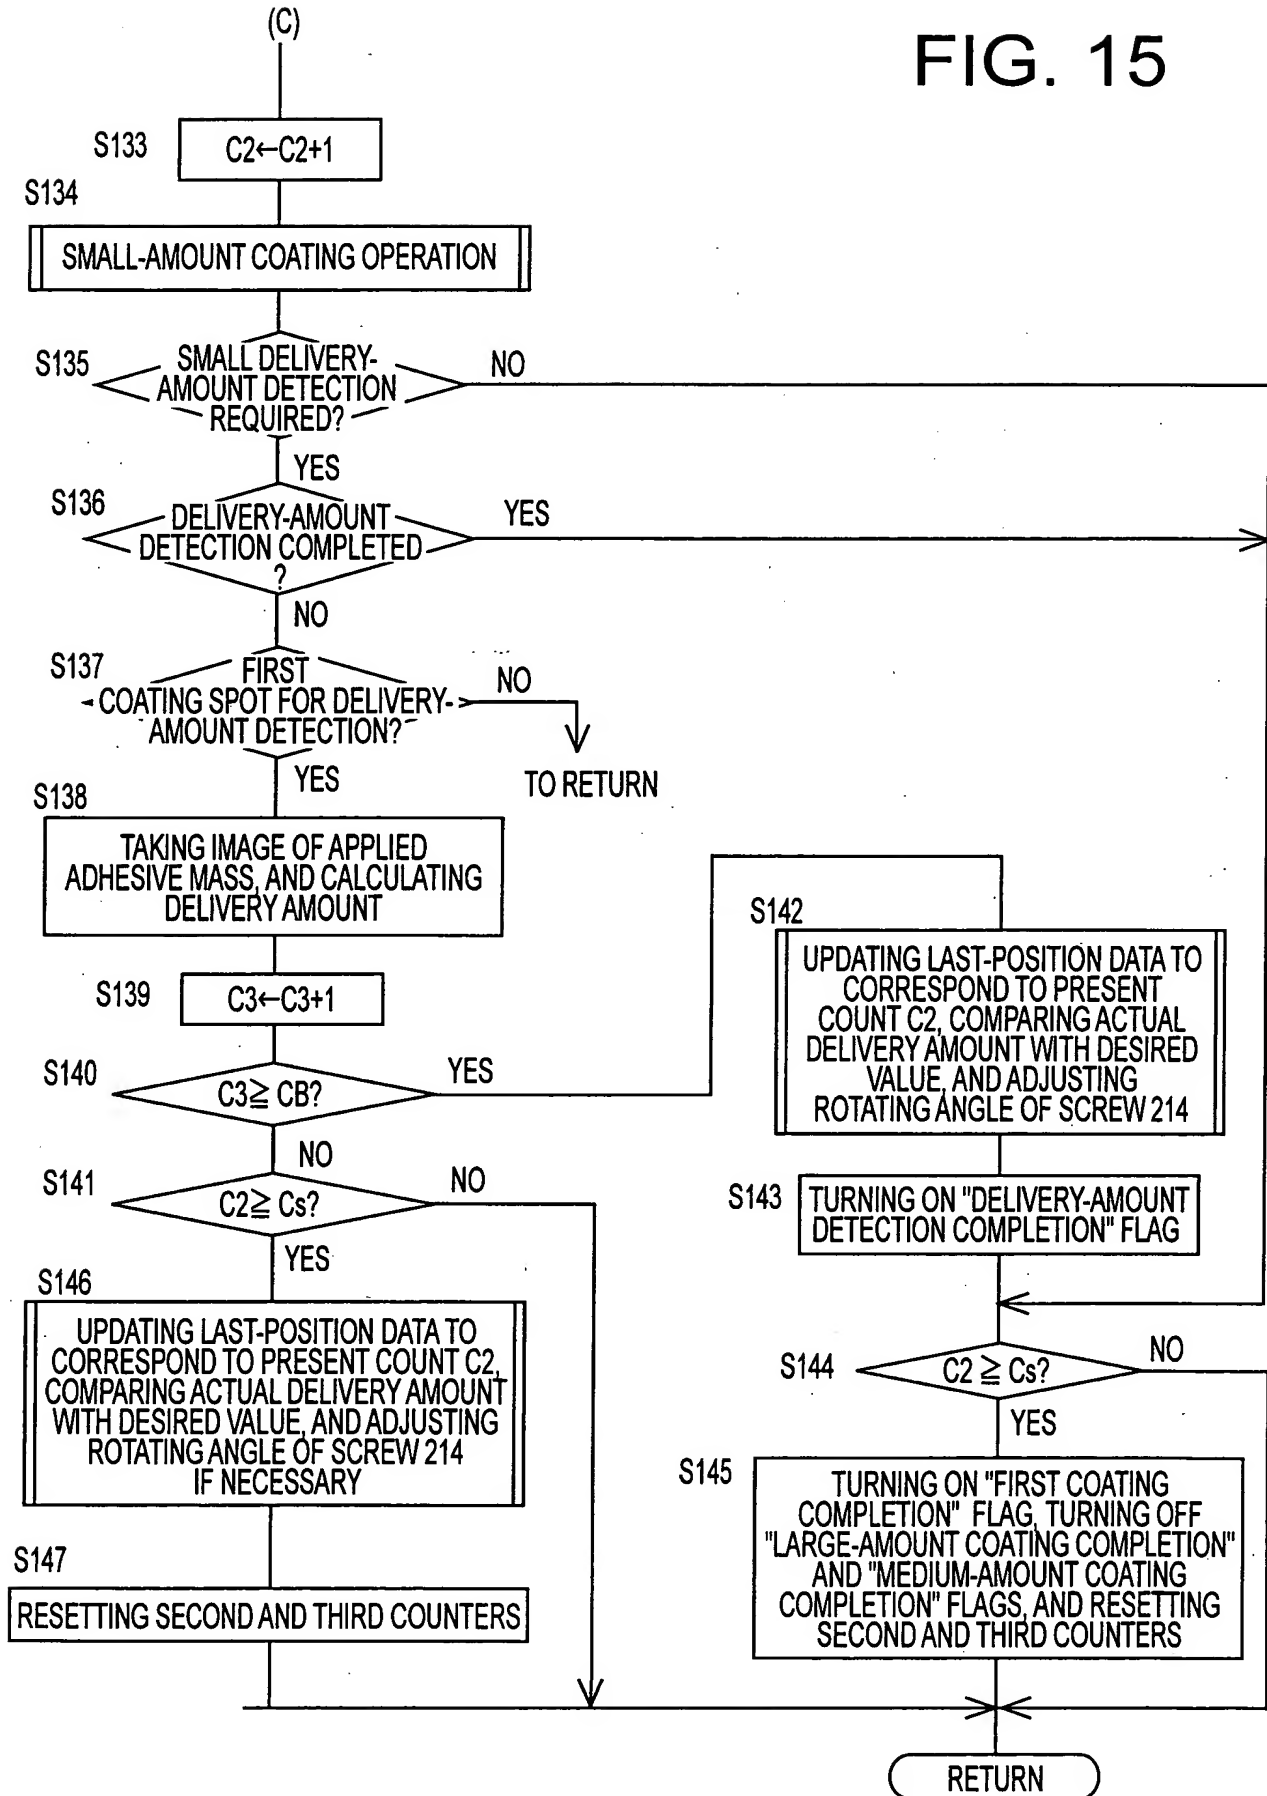 (C)
FIG. 15
S133
C2←C2+1
S134
SMALL-AMOUNT COATING OPERATION
S135
SMALL DELIVERY-
AMOUNT DETECTION
REQUIRED?
NO
YES
S136
DELIVERY-AMOUNT
DETECTION COMPLETED
?
YES
NO
S137
FIRST
COATING SPOT FOR DELIVERY-
AMOUNT DETECTION?
NO
TO RETURN
YES
S138
TAKING IMAGE OF APPLIED
ADHESIVE MASS, AND CALCULATING
DELIVERY AMOUNT
S139
C3←C3+1
S140
C3≧ CB?
YES
NO
S141
C2≧ Cs?
NO
YES
S146
UPDATING LAST-POSITION DATA TO
CORRESPOND TO PRESENT COUNT C2,
COMPARING ACTUAL DELIVERY AMOUNT
WITH DESIRED VALUE, AND ADJUSTING
ROTATING ANGLE OF SCREW 214
IF NECESSARY
S147
RESETTING SECOND AND THIRD COUNTERS
S142
UPDATING LAST-POSITION DATA TO
CORRESPOND TO PRESENT
COUNT C2, COMPARING ACTUAL
DELIVERY AMOUNT WITH DESIRED
VALUE, AND ADJUSTING
ROTATING ANGLE OF SCREW 214
S143
TURNING ON "DELIVERY-AMOUNT
DETECTION COMPLETION" FLAG
S144
C2 ≧ Cs?
NO
YES
S145
TURNING ON "FIRST COATING
COMPLETION" FLAG, TURNING OFF
"LARGE-AMOUNT COATING COMPLETION"
AND "MEDIUM-AMOUNT COATING
COMPLETION" FLAGS, AND RESETTING
SECOND AND THIRD COUNTERS
RETURN